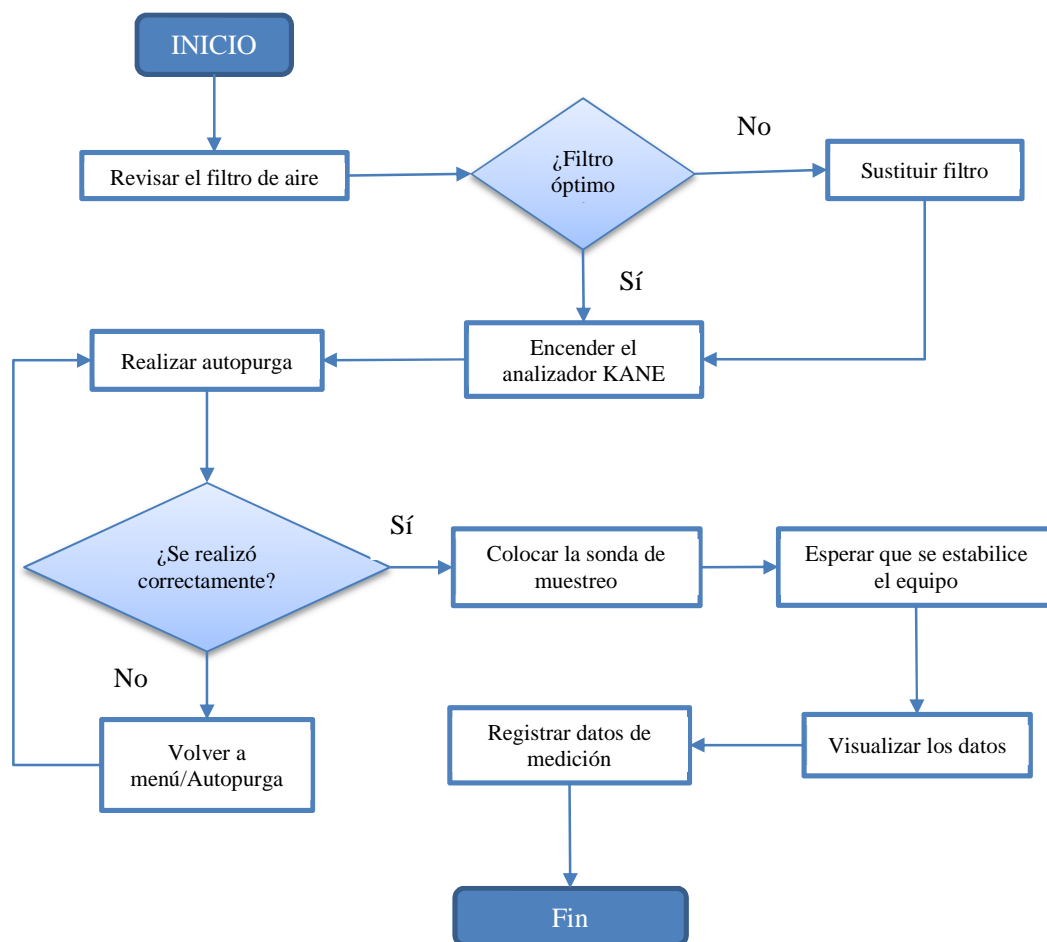 INICIO
Revisar el filtro de aire
¿Filtro
óptimo
No
Sustituir filtro
Sí
Encender el
analizador KANE
Realizar autopurga
¿Se realizó
correctamente?
Sí
Colocar la sonda de
muestreo
Esperar que se estabilice
el equipo
No
Volver a
menú/Autopurga
Registrar datos de
medición
Visualizar los datos
Fin